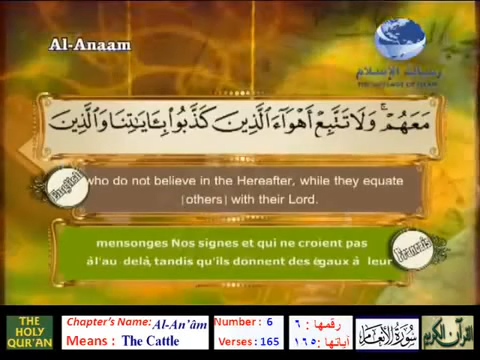 Al-Anaam
رسالة الإسلام
THE MESSAGE OF ISLAM
مَعَهُمْ ۚ وَلَا تَتَّبِعْ أَهْوَآءَ الَّذِينَ كَذَّبُوا بِـَٔايَـٰتِنَا وَالَّذِينَ
English
who do not believe in the Hereafter, while they equate
[others] with their Lord.
Français
mensonges Nos signes et qui ne croient pas
à l'au delà, tandis qu'ils donnent des égaux à leur
THE HOLY QUR'AN
Chapter's Name: Al-An'âm
Means : The Cattle
Number : 6
Verses : 165
رقمها : ٦
آياتها : ١٦٥
سورة الأنعام
القرآن الكريم